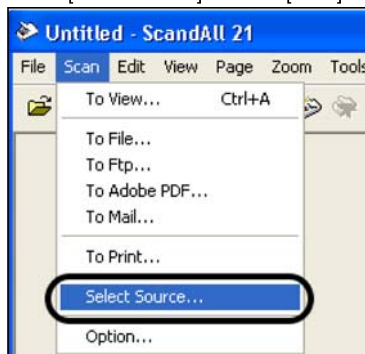 Untitled - ScandAll 21
File Scan Edit View Page Zoom Tools
To View... Ctrl+A
To File...
To Ftp...
To Adobe PDF...
To Mail...
To Print...
Select Source...
Option...